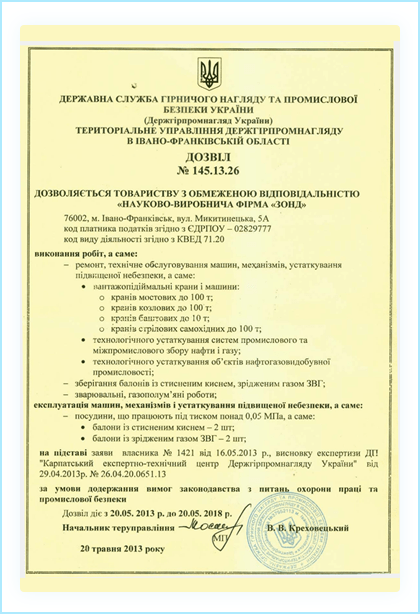 ДЕРЖАВНА СЛУЖБА ГІРНИЧОГО НАГЛЯДУ ТА ПРОМИСЛОВОЇ
БЕЗПЕКИ УКРАЇНИ
(Держгірпромнагляд України)
ТЕРИТОРІАЛЬНЕ УПРАВЛІННЯ ДЕРЖГІРПРОМНАГЛЯДУ
В ІВАНО-ФРАНКІВСЬКІЙ ОБЛАСТІ
ДОЗВІЛ
№ 145.13.26
ДОЗВОЛЯЄТЬСЯ ТОВАРИСТВУ З ОБМЕЖЕНОЮ ВІДПОВІДАЛЬНІСТЮ
«НАУКОВО-ВИРОБНИЧА ФІРМА «ЗОНД»
76002, м. Івано-Франківськ, вул. Микитинецька, 5А
код платника податків згідно з ЄДРПОУ – 02829777
код виду діяльності згідно з КВЕД 71.20
виконання робіт, а саме:
– ремонт, технічне обслуговування машин, механізмів, устаткування
підвищеної небезпеки, а саме:
• вантажопідіймальні крани і машини:
o кранів мостових до 100 т;
o кранів козлових до 100 т;
o кранів баштових до 10 т;
o кранів стрілових самохідних до 100 т;
• технологічного устаткування систем промислового та
міжпромислового збору нафти і газу;
• технологічного устаткування об'єктів нафтогазовидобувної
промисловості;
– зберігання балонів із стисненим киснем, зрідженим газом ЗВГ;
– зварювальні, газополум'яні роботи;
експлуатація машин, механізмів і устаткування підвищеної небезпеки, а саме:
– посудини, що працюють під тиском понад 0,05 МПа, а саме:
• балони із стисненим киснем – 2 шт;
• балони із зрідженим газом ЗВГ – 2 шт;
на підставі заяви власника № 1421 від 16.05.2013 р., висновку експертизи ДП
"Карпатський експертно-технічний центр Держгірпромнагляду України" від
29.04.2013р. № 26.04.20.0651.13
за умови додержання вимог законодавства з питань охорони праці та
промислової безпеки
Дозвіл діє з 20.05. 2013 р. до 20.05. 2018 р.
Начальник теруправління В. В. Креховецький
МП
20 травня 2013 року